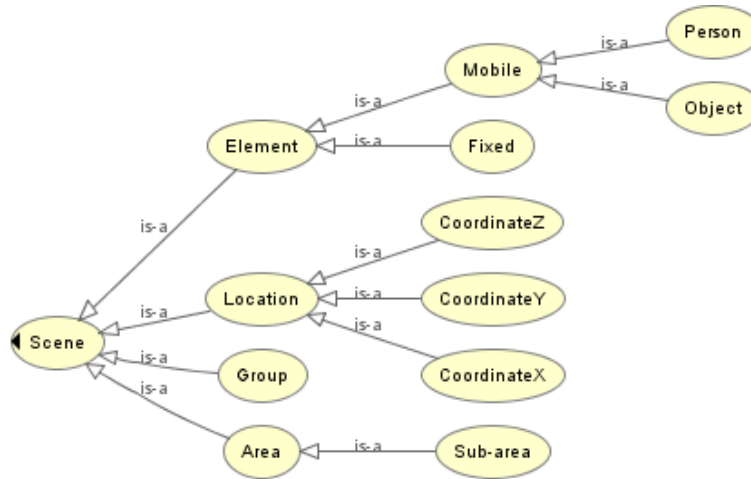 Person
is-a
Mobile
is-a
Object
is-a
Element
is-a
Fixed
is-a
CoordinateZ
is-a
Location
is-a
CoordinateY
is-a
is-a
Scene
is-a
Group
CoordinateX
is-a
Area
is-a
Sub-area